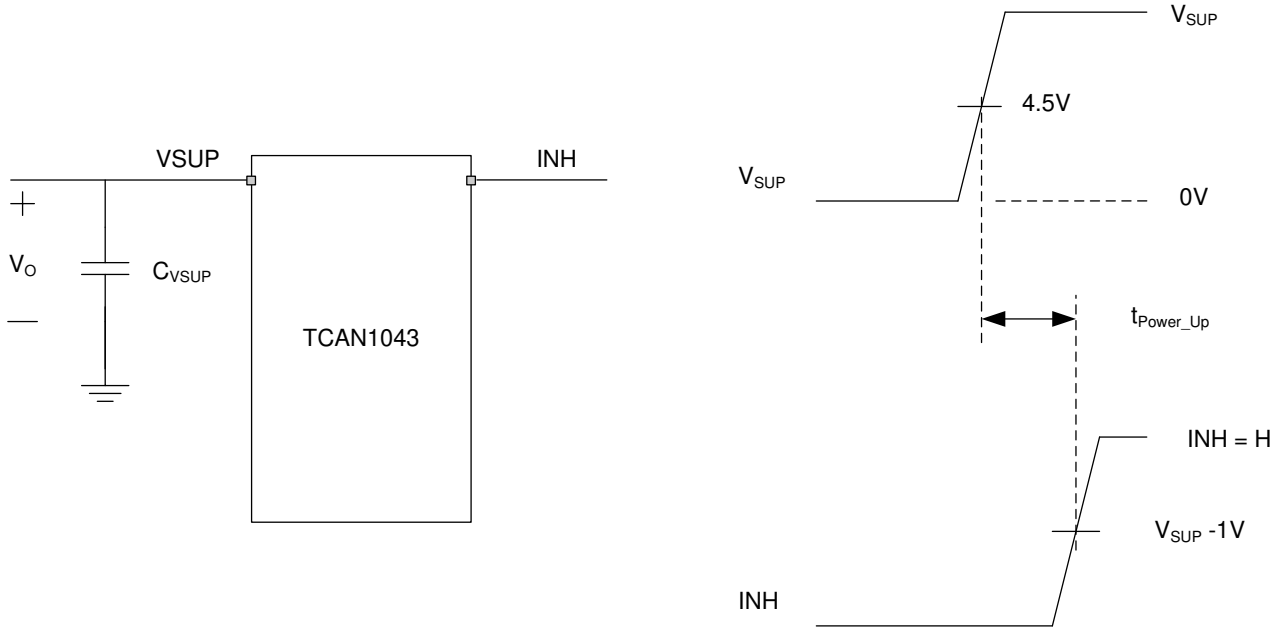 VSUP
INH
+
VO
—
CVSUP
TCAN1043
VSUP
4.5V
VSUP
0V
tPower_Up
INH = H
VSUP -1V
INH